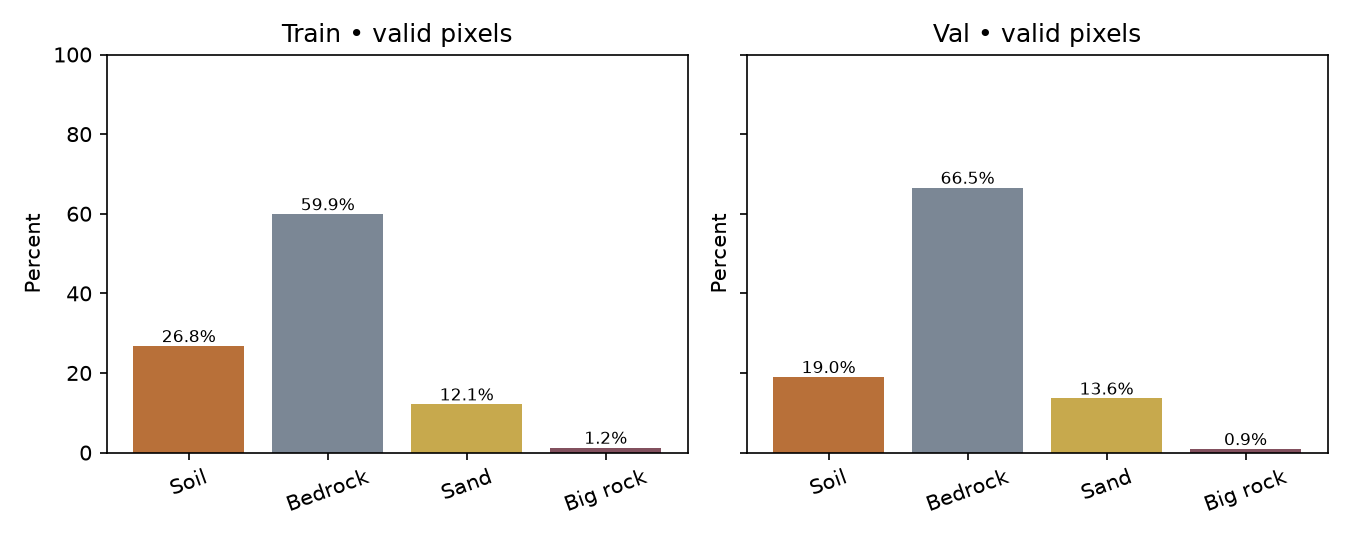 Train • valid pixels
Percent
100
80
60
40
20
0
26.8%
59.9%
12.1%
1.2%
Soil
Bedrock
Sand
Big rock
Val • valid pixels
Percent
19.0%
66.5%
13.6%
0.9%
Soil
Bedrock
Sand
Big rock